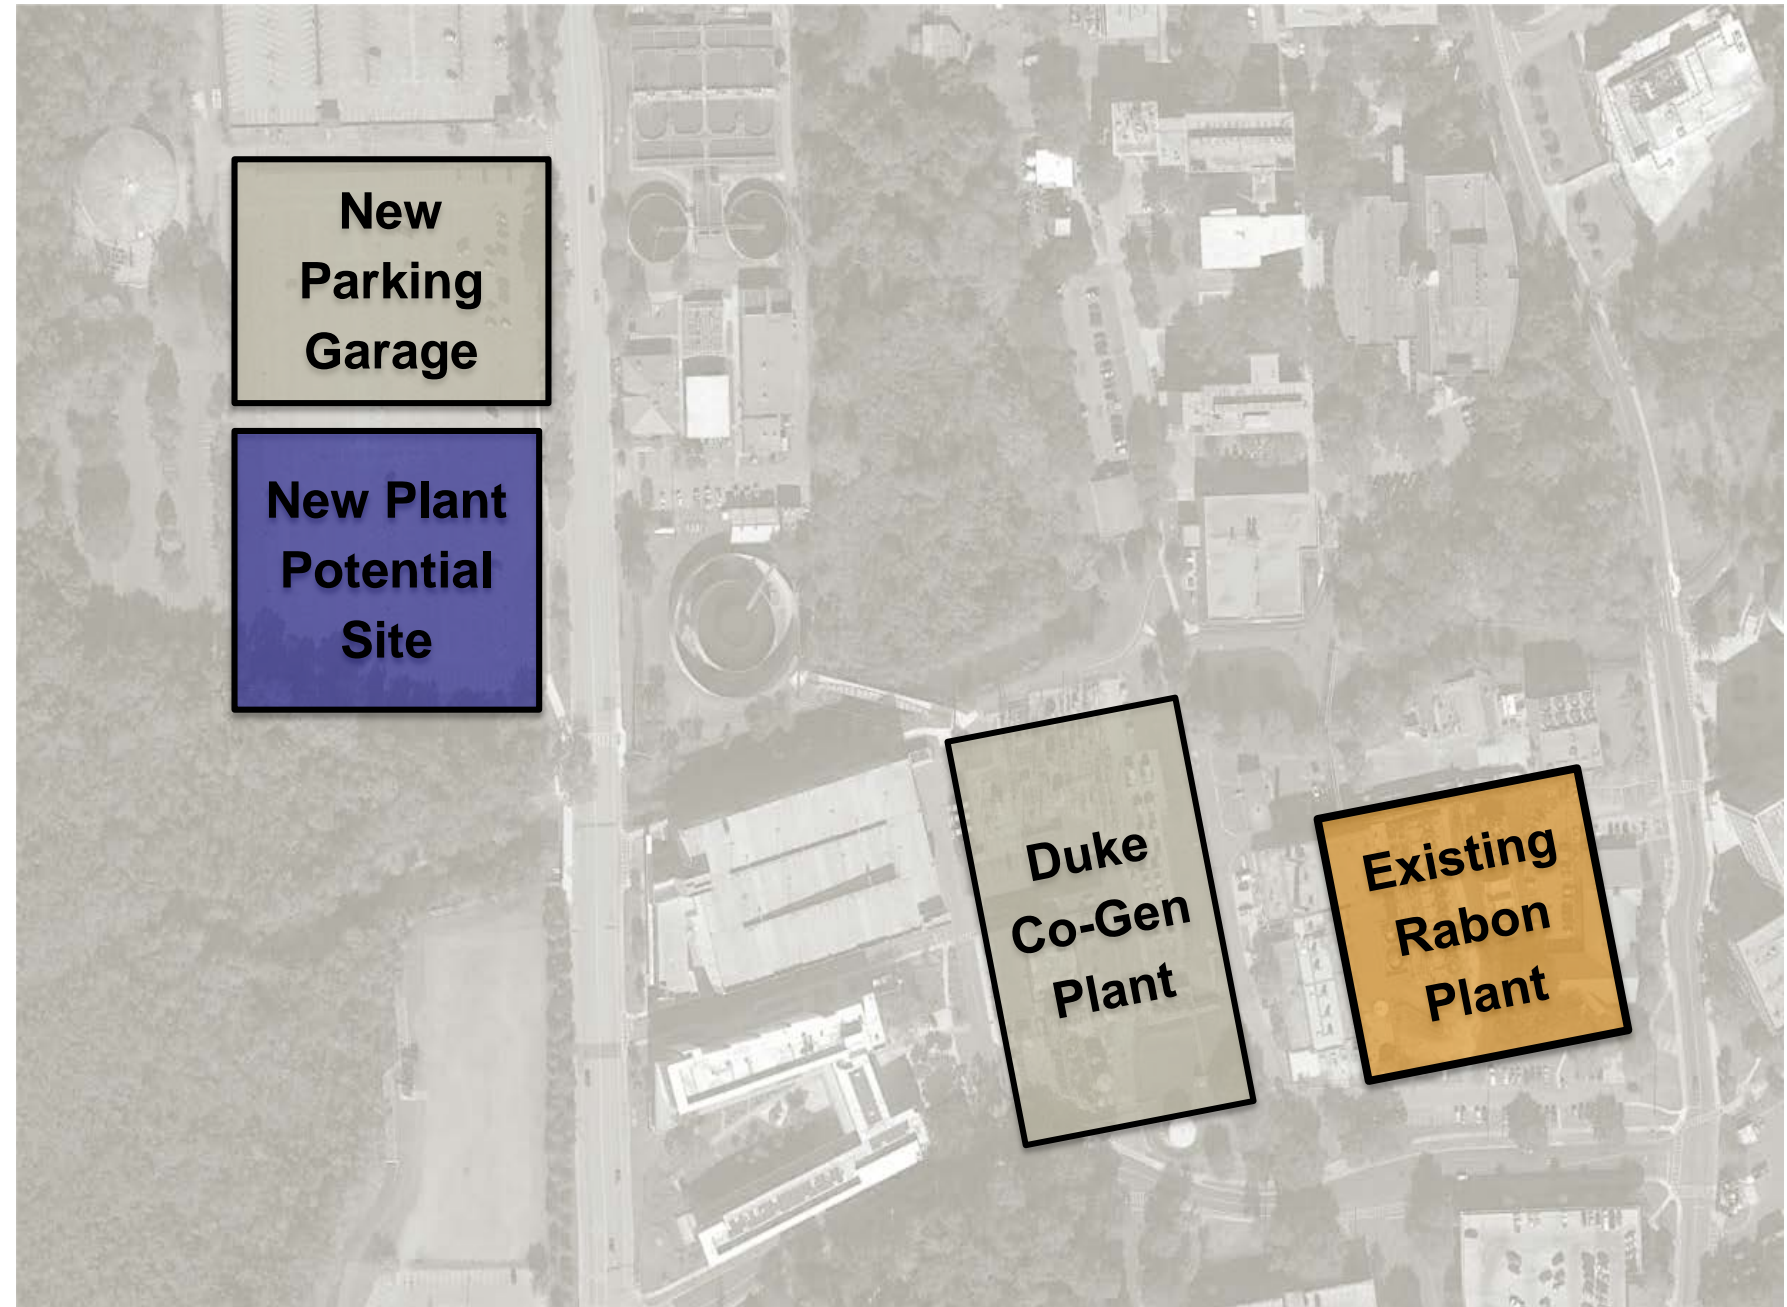 New
Parking
Garage
New Plant
Potential
Site
Duke
Co-Gen
Plant
Existing
Rabon
Plant